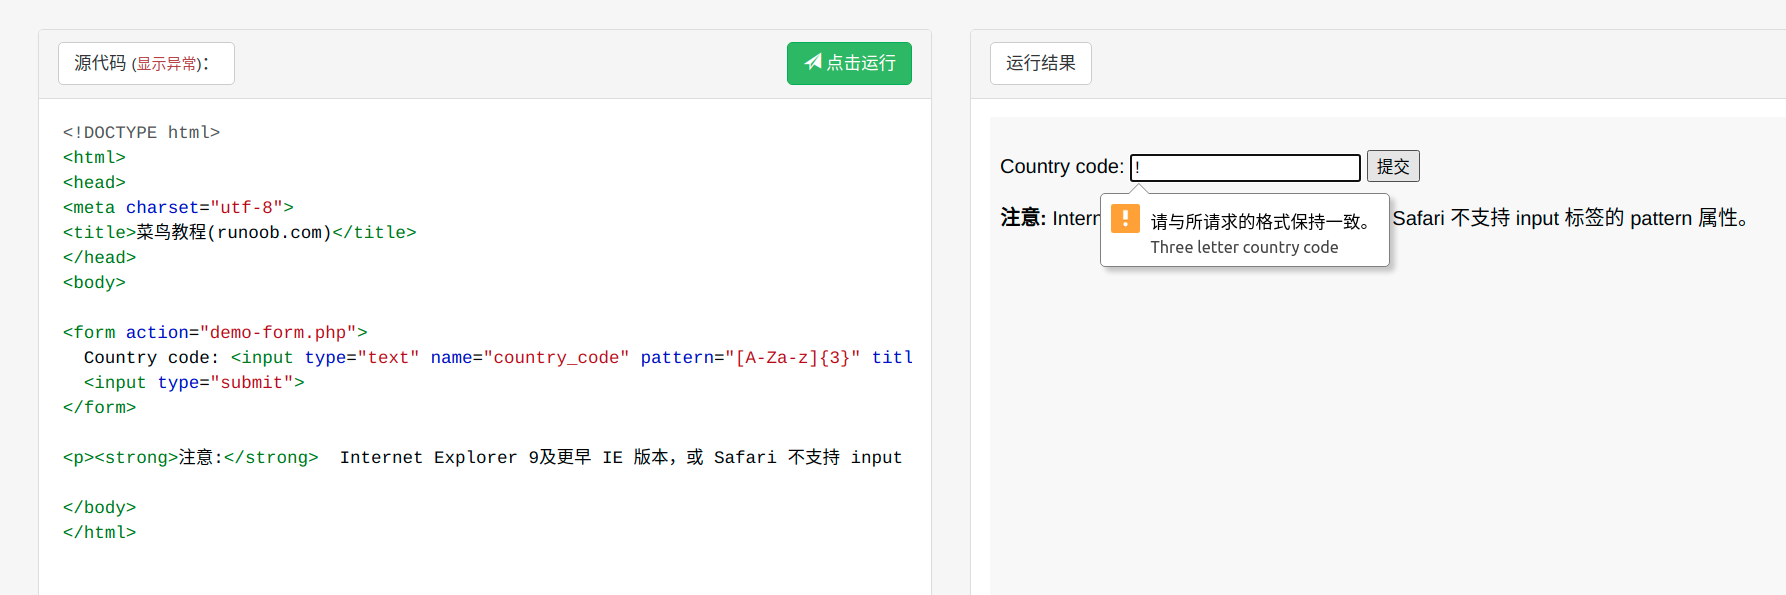 源代码 (显示异常)：
点击运行
<!DOCTYPE html>
<html>
<head>
<meta charset="utf-8">
<title>菜鸟教程(runoob.com)</title>
</head>
<body>
<form action="demo-form.php">
Country code: <input type="text" name="country_code" pattern="[A-Za-z]{3}" titl
<input type="submit">
</form>
<p><strong>注意:</strong>  Internet Explorer 9及更早 IE 版本，或 Safari 不支持 input
</body>
</html>
运行结果
Country code: ! 提交
注意: Intern Safari 不支持 input 标签的 pattern 属性。
请与所请求的格式保持一致。
Three letter country code